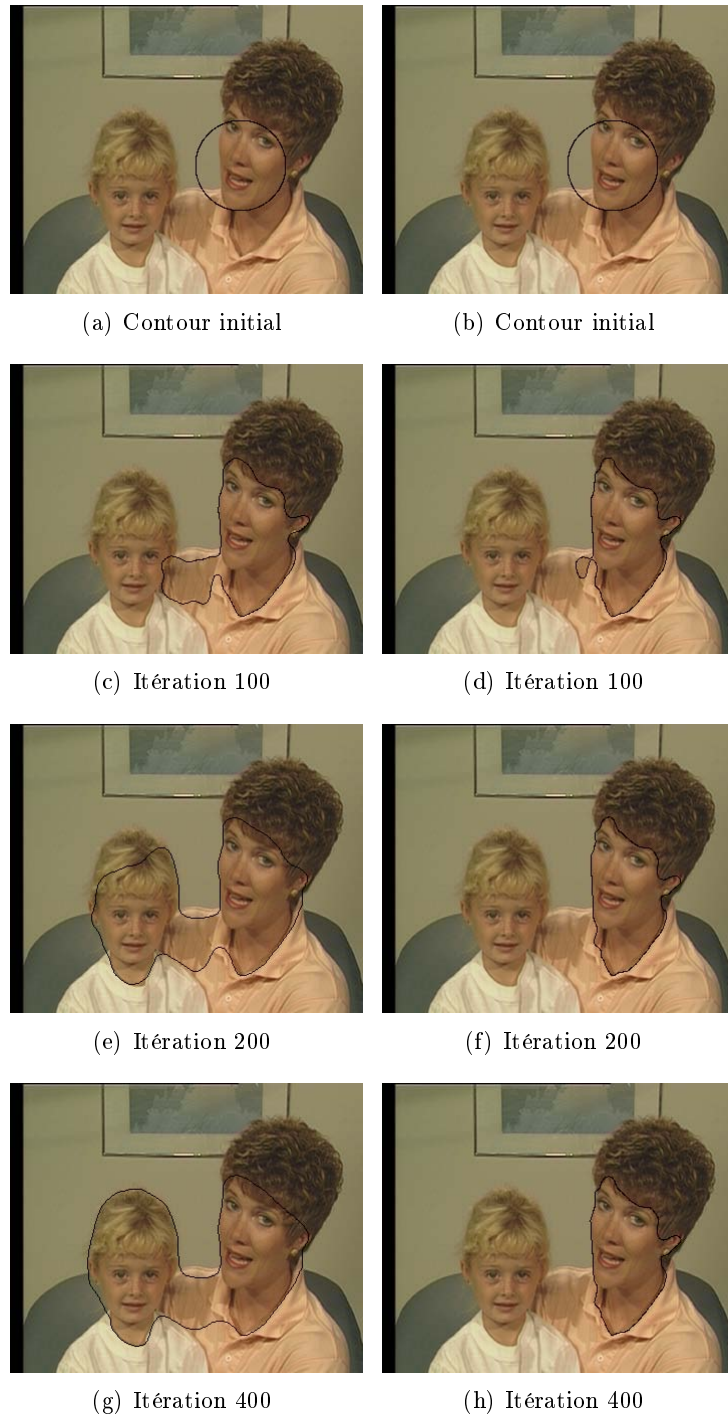 (a) Contour initial
(b) Contour initial
(c) Itération 100
(d) Itération 100
(e) Itération 200
(f) Itération 200
(g) Itération 400
(h) Itération 400